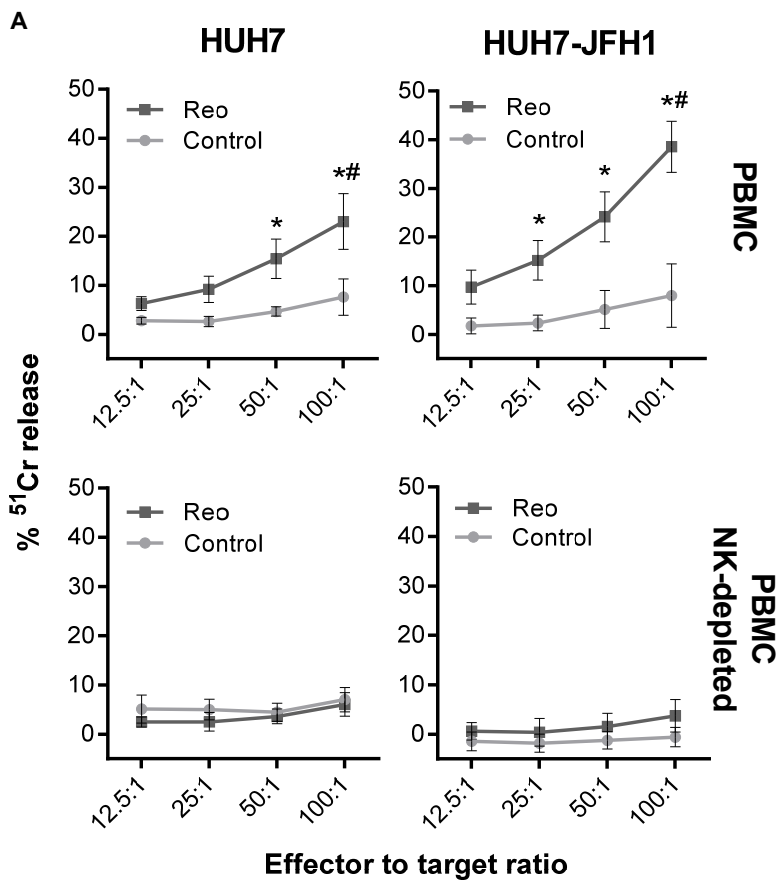 A
HUH7
HUH7-JFH1
50
40
30
20
10
0
Reo
Control
*
*#
12.5:1
25:1
50:1
100:1
50
40
30
20
10
0
Reo
Control
*
*
*#
12.5:1
25:1
50:1
100:1
PBMC
% ⁵¹Cr release
50
40
30
20
10
0
Reo
Control
12.5:1
25:1
50:1
100:1
50
40
30
20
10
0
Reo
Control
12.5:1
25:1
50:1
100:1
PBMC
NK-depleted
Effector to target ratio